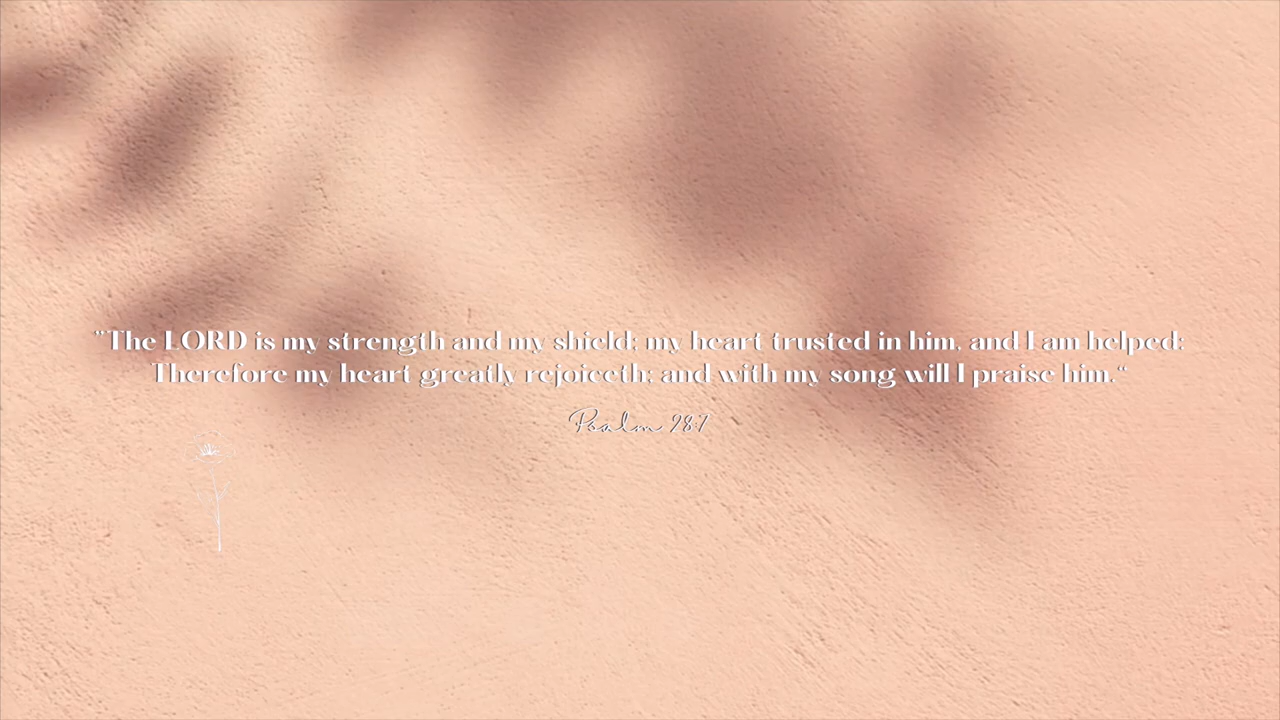 "The LORD is my strength and my shield; my heart trusted in him, and I am helped:
Therefore my heart greatly rejoiceth; and with my song will I praise him."
Psalm 28:7